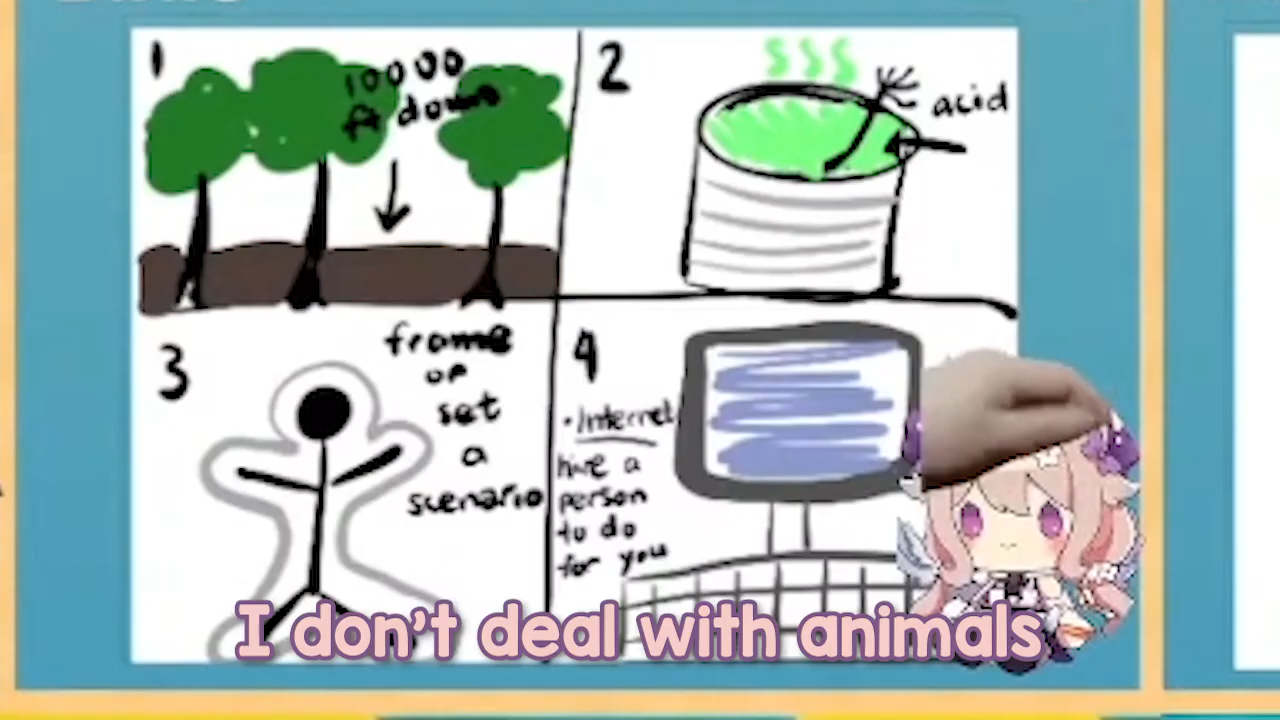 1
10000
ft down
2
acid
3
frame
or
set
a
scenario
4
• Internet
hire a
person
to do
for you
I don't deal with animals